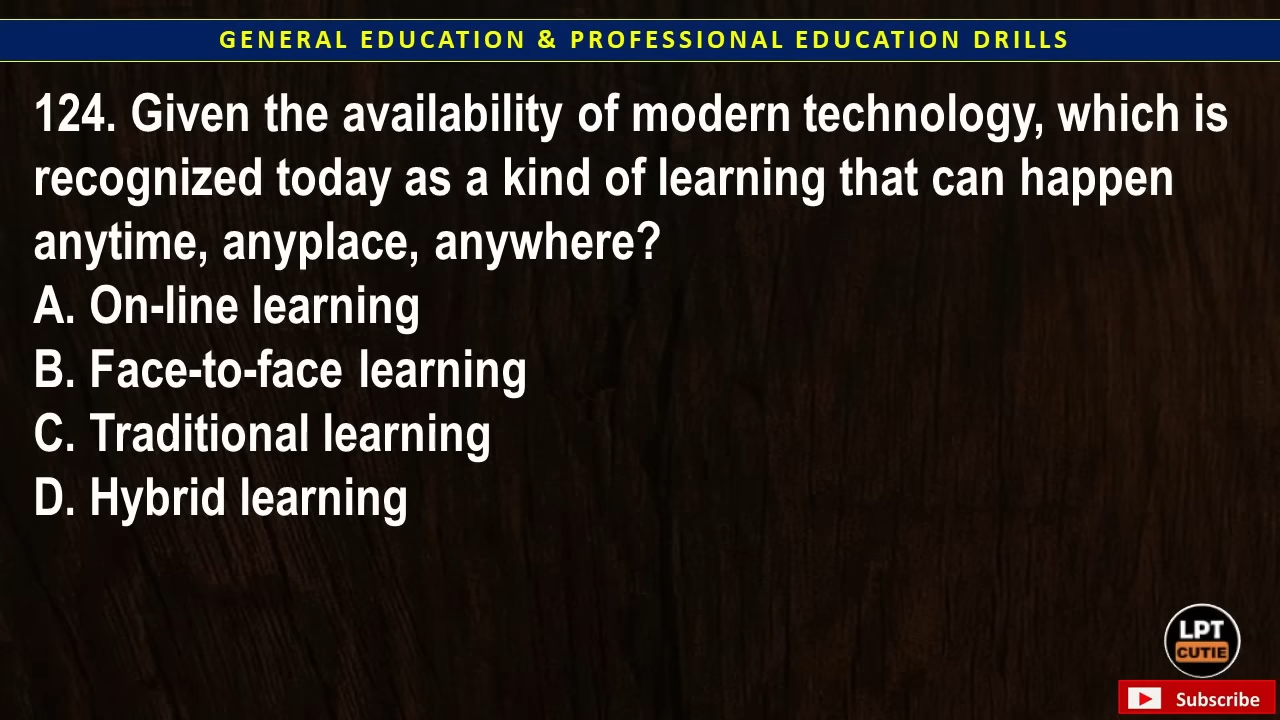 GENERAL EDUCATION & PROFESSIONAL EDUCATION DRILLS
124. Given the availability of modern technology, which is
recognized today as a kind of learning that can happen
anytime, anyplace, anywhere?
A. On-line learning
B. Face-to-face learning
C. Traditional learning
D. Hybrid learning
LPT
CUTIE
Subscribe